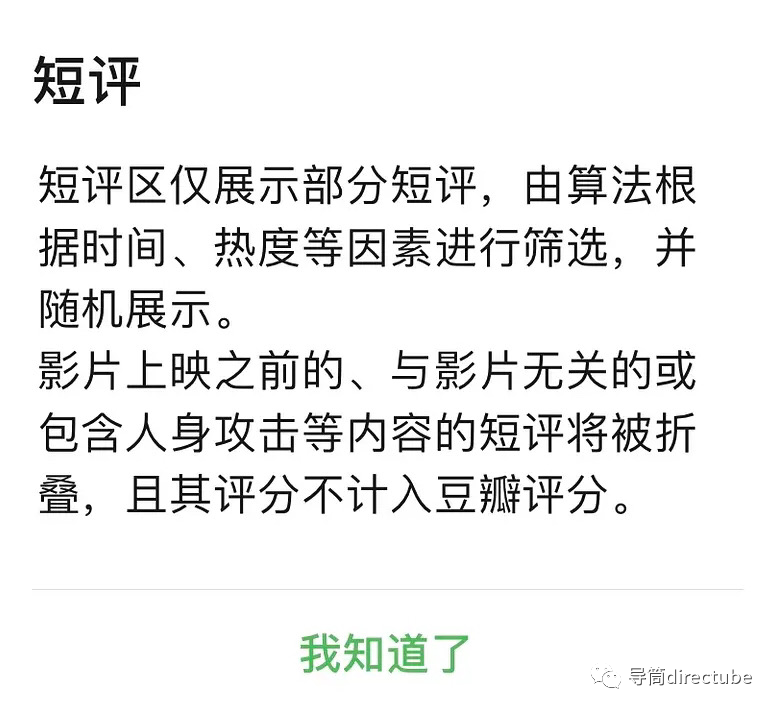 短评
短评区仅展示部分短评，由算法根
据时间、热度等因素进行筛选，并
随机展示。
影片上映之前的、与影片无关的或
包含人身攻击等内容的短评将被折
叠，且其评分不计入豆瓣评分。
我知道了
导筒directube